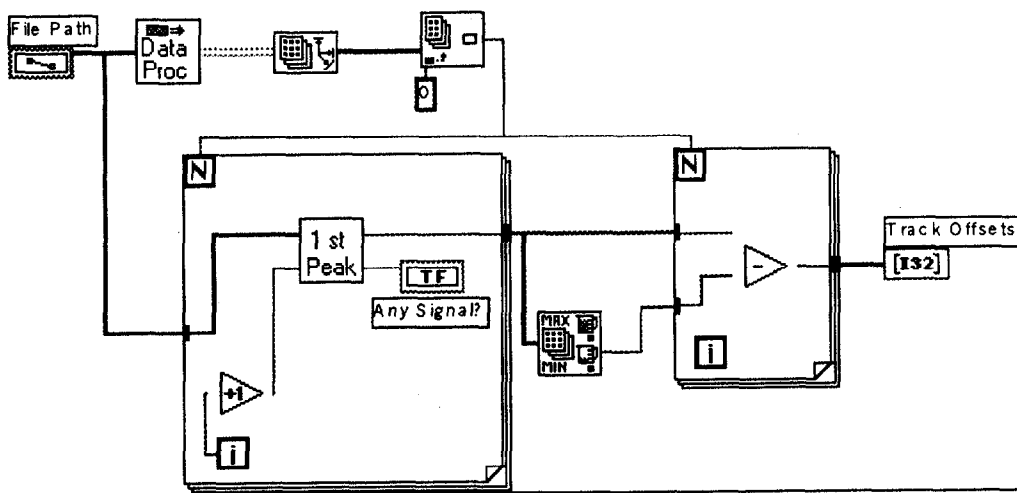 File Path
Data
Proc
0
N
N
1 st
Peak
TF
Any Signal?
+1
i
MAX
MIN
-
i
Track Offsets
[I32]